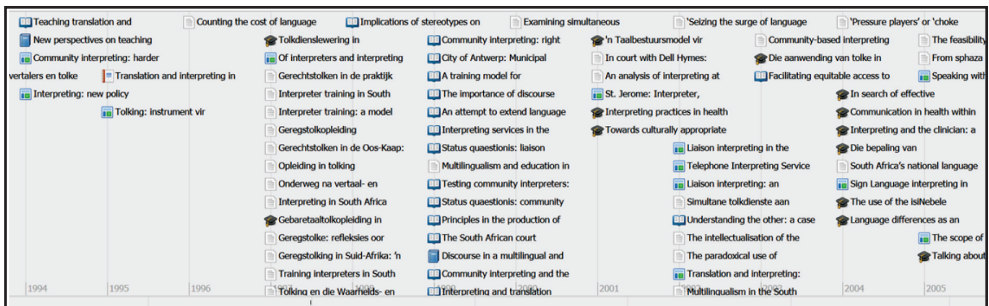 Teaching translation and
Counting the cost of language
Implications of stereotypes on
Examining simultaneous
'Seizing the surge of language
'Pressure players' or 'choke
New perspectives on teaching
Tolkdienslewering in
Community interpreting: right
'n Taalbestuursmodel vir
Community-based interpreting
The feasibility
Community interpreting: harder
Of interpreters and interpreting
City of Antwerp: Municipal
In court with Dell Hymes:
Die aanwending van tolke in
From sphaza
vertalers en tolke
Translation and interpreting in
Gerechtstolken in de praktijk
A training model for
An analysis of interpreting at
Facilitating equitable access to
Speaking with
Interpreting: new policy
Interpreter training in South
The importance of discourse
St. Jerome: Interpreter,
In search of effective
Tolking: instrument vir
Interpreter training: a model
An attempt to extend language
Interpreting practices in health
Communication in health within
Geregstolkopleiding
Interpreting services in the
Towards culturally appropriate
Interpreting and the clinician: a
Gerechtstolken in de Oos-Kaap:
Status quaestionis: liaison
Liaison interpreting in the
Die bepaling van
Opleiding in tolking
Multilingualism and education in
Telephone Interpreting Service
South Africa's national language
Onderweg na vertaal- en
Testing community interpreters:
Liaison interpreting: an
Sign Language interpreting in
Interpreting in South Africa
Status quaestionis: community
Simultane tolkdienste aan
The use of the isiNebele
Gebaretaaltolkopleiding in
Principles in the production of
Understanding the other: a case
Language differences as an
Geregstolke: refleksies oor
The South African court
The intellectualisation of the
The scope of
Geregstolking in Suid-Afrika: 'n
Discourse in a multilingual and
The paradoxical use of
Talking about
Training interpreters in South
Community interpreting and the
Translation and interpreting:
Tolking en die Waarheids- en
Interpreting and translation
Multilingualism in the South
1994
1995
1996
2001
2003
2004
2005